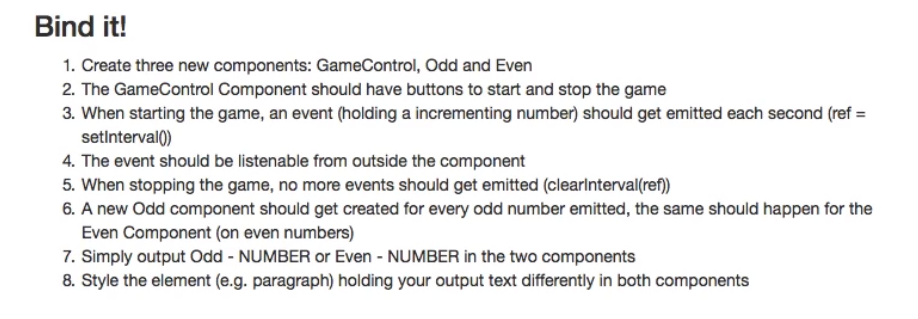 Bind it!
1. Create three new components: GameControl, Odd and Even
2. The GameControl Component should have buttons to start and stop the game
3. When starting the game, an event (holding a incrementing number) should get emitted each second (ref =
setInterval())
4. The event should be listenable from outside the component
5. When stopping the game, no more events should get emitted (clearInterval(ref))
6. A new Odd component should get created for every odd number emitted, the same should happen for the
Even Component (on even numbers)
7. Simply output Odd - NUMBER or Even - NUMBER in the two components
8. Style the element (e.g. paragraph) holding your output text differently in both components